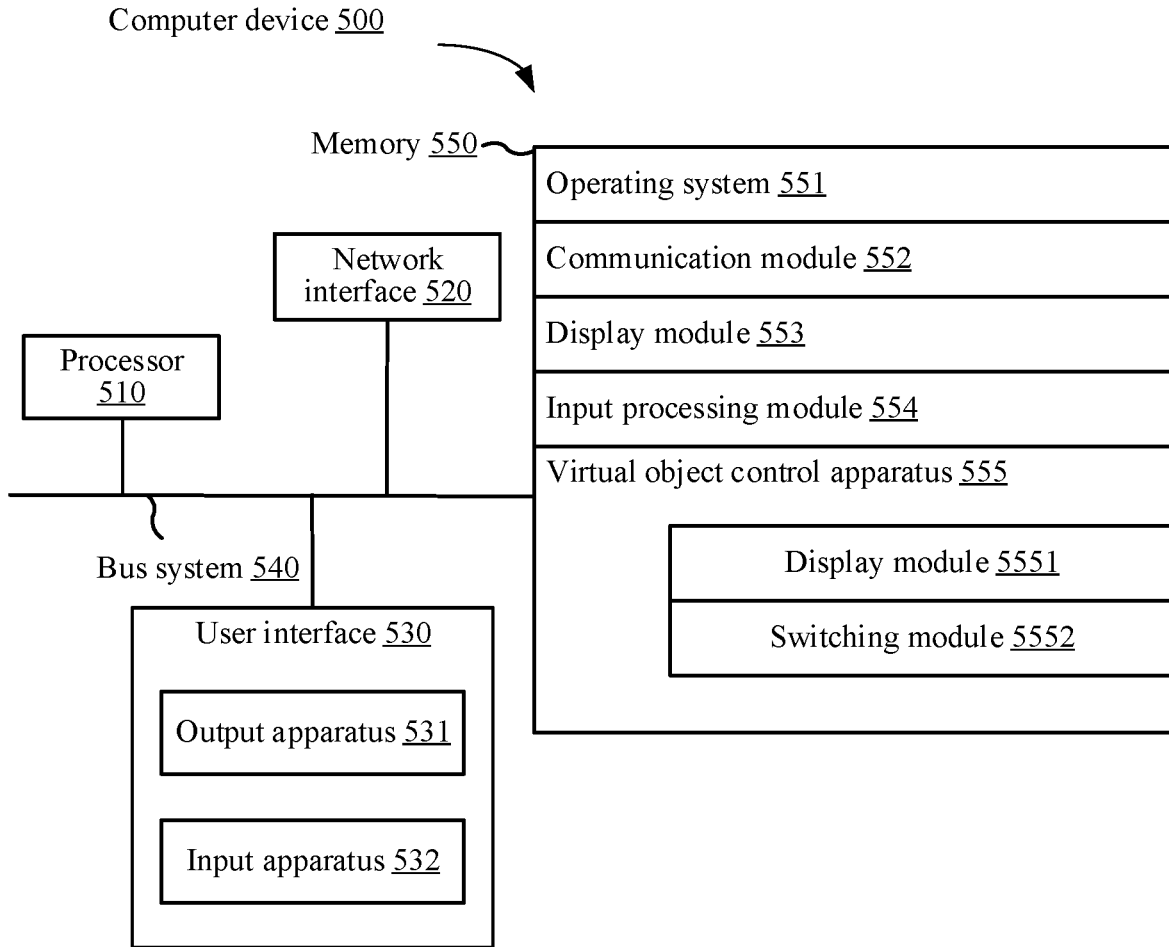 Computer device 500
Memory 550
Operating system 551
Communication module 552
Display module 553
Input processing module 554
Virtual object control apparatus 555
Display module 5551
Switching module 5552
Network
interface 520
Processor
510
Bus system 540
User interface 530
Output apparatus 531
Input apparatus 532